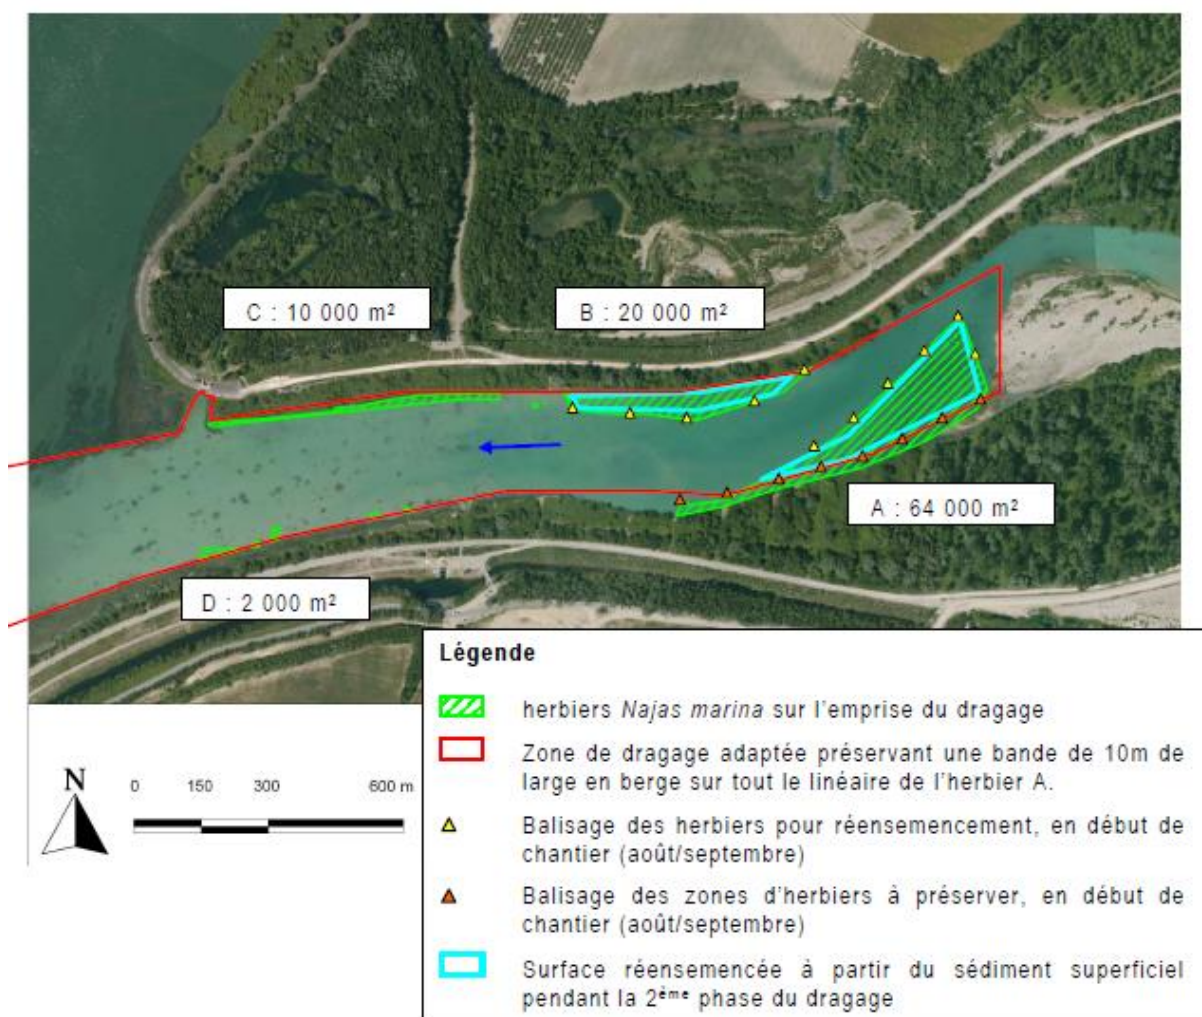 C : 10 000 m²
B : 20 000 m²
A : 64 000 m²
D : 2 000 m²
Légende
herbiers Najas marina sur l'emprise du dragage
Zone de dragage adaptée préservant une bande de 10m de
large en berge sur tout le linéaire de l'herbier A.
Balisage des herbiers pour réensemencement, en début de
chantier (août/septembre)
Balisage des zones d'herbiers à préserver, en début de
chantier (août/septembre)
Surface réensemencée à partir du sédiment superficiel
pendant la 2ème phase du dragage
N
0 150 300 600 m